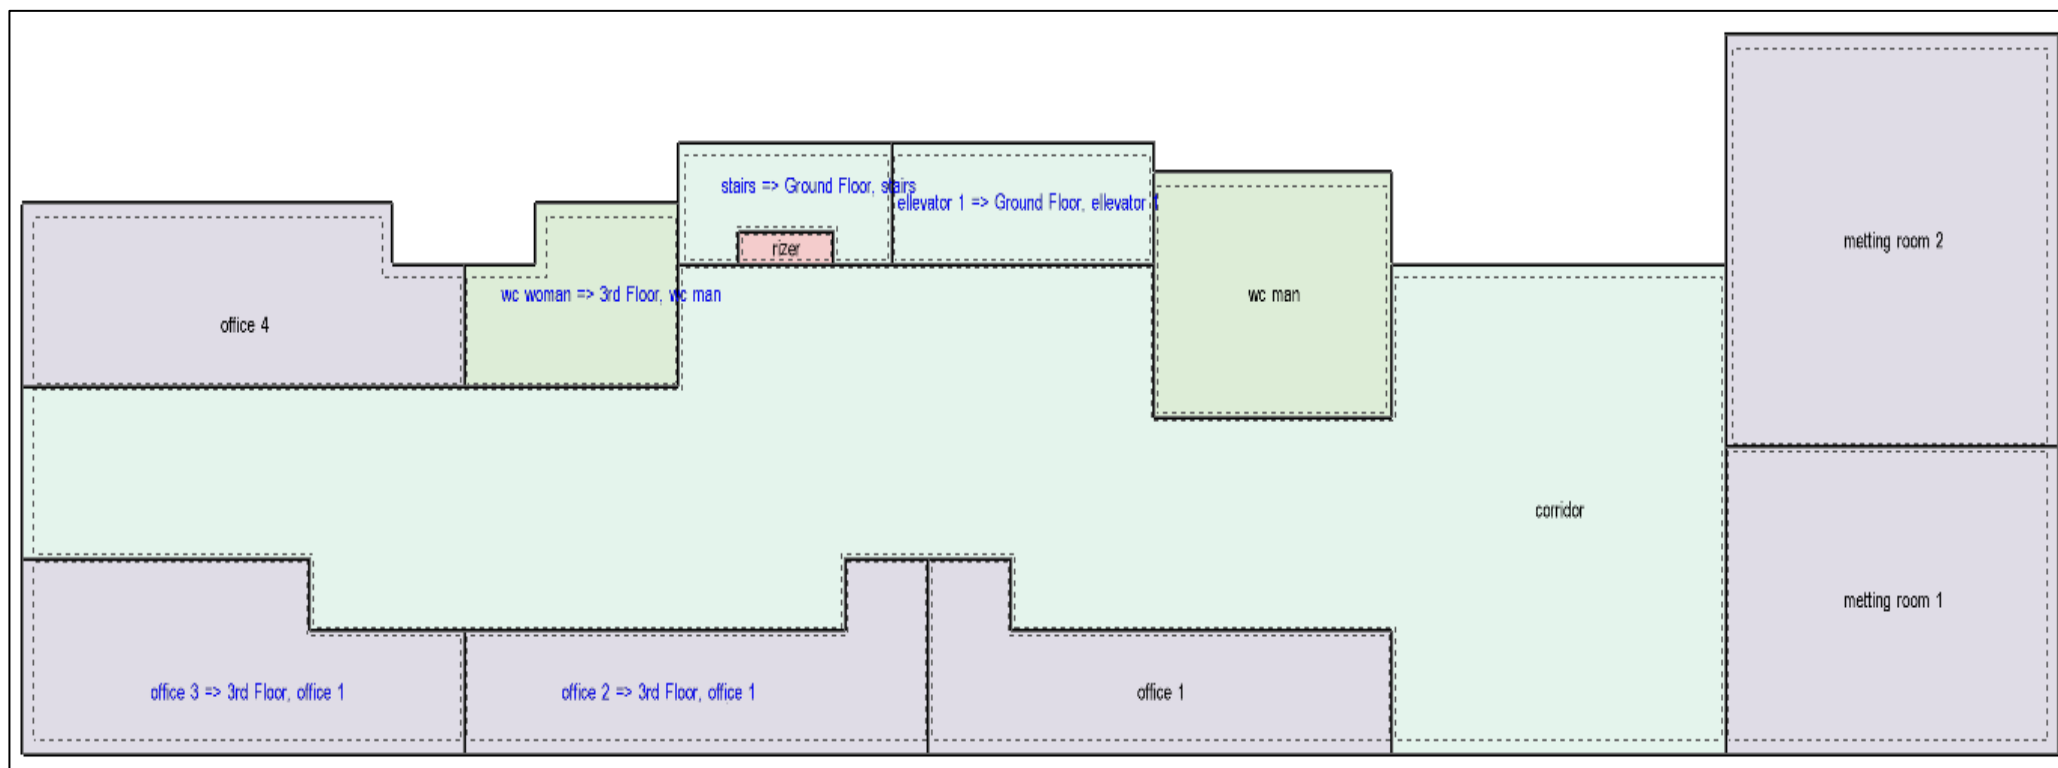 stairs => Ground Floor, stairs
ellevator 1 => Ground Floor, ellevator 1
metting room 2
rizer
wc woman => 3rd Floor, wc man
wc man
office 4
corridor
metting room 1
office 3 => 3rd Floor, office 1
office 2 => 3rd Floor, office 1
office 1